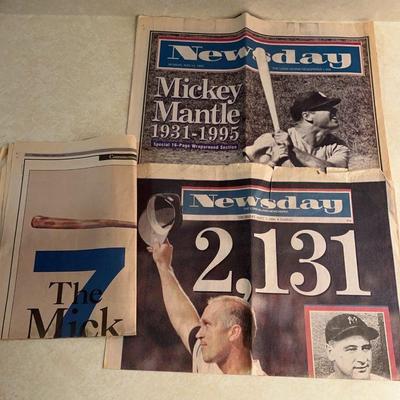 Newsday
Mickey
Mantle
1931-1995
Special 16-Page Wraparound Section
Newsday
2,131
7
The
Mick